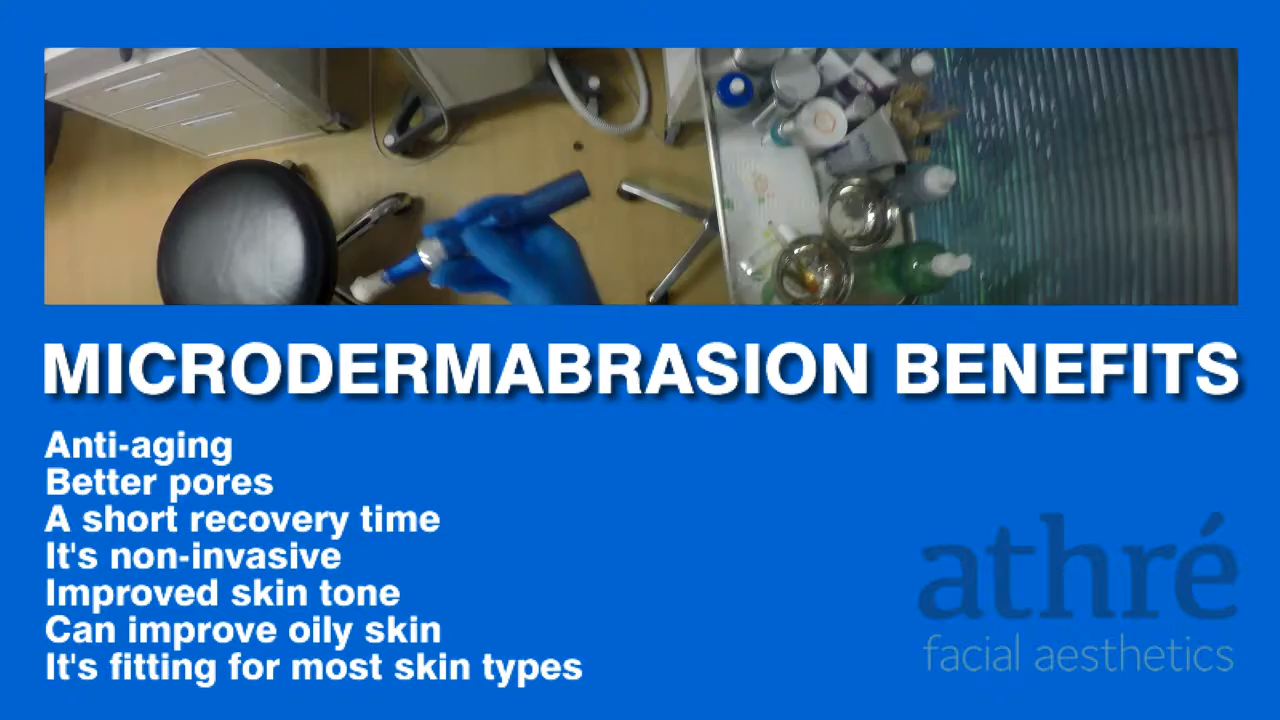 MICRODERMABRASION BENEFITS
Anti-aging
Better pores
A short recovery time
It's non-invasive
Improved skin tone
Can improve oily skin
It's fitting for most skin types
athré
facial aesthetics